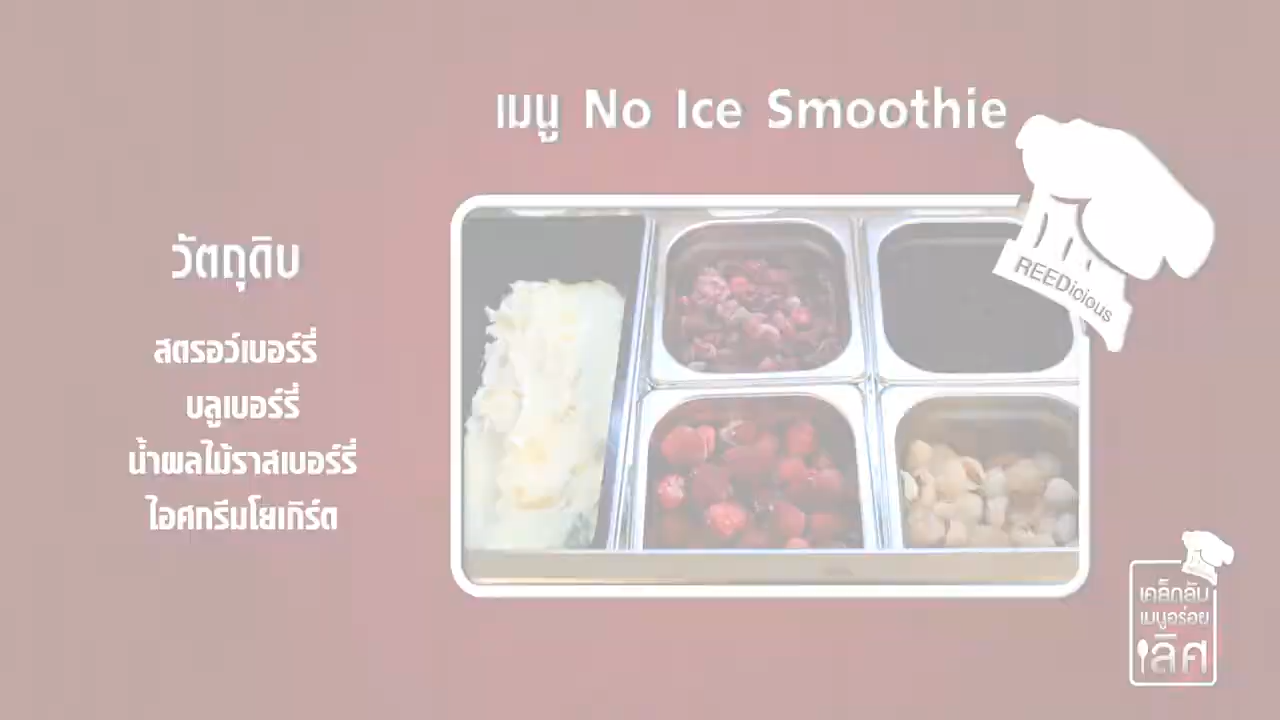 เมนู No Ice Smoothie
REEDicious
วัตถุดิบ
สตรอว์เบอร์รี่
บลูเบอร์รี่
น้ำผลไม้ราสเบอร์รี่
ไอศกรีมโยเกิร์ต
เคล็กลับ
เมนูอร่อย
เลิศ